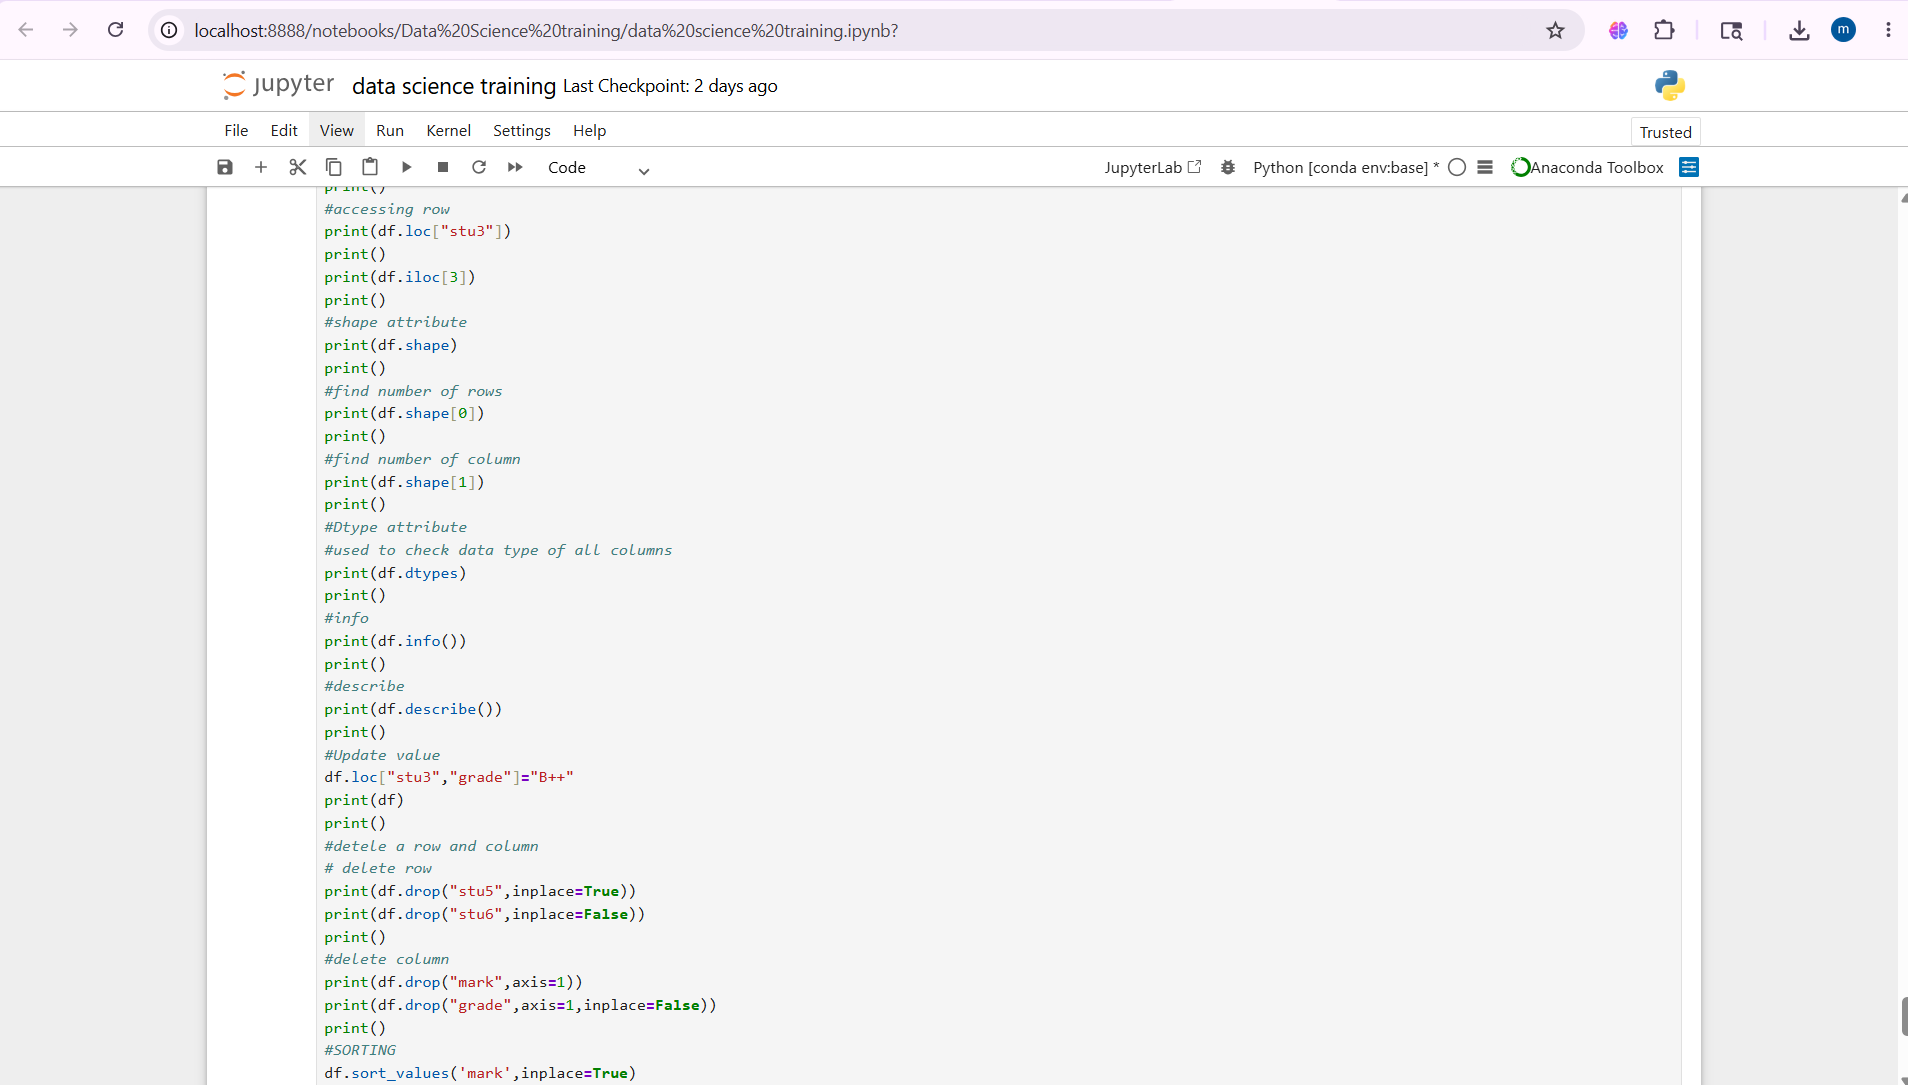 localhost:8888/notebooks/Data%20Science%20training/data%20science%20training.ipynb?
m
jupyter data science training Last Checkpoint: 2 days ago
File Edit View Run Kernel Settings Help
Trusted
Code
JupyterLab Python [conda env:base] * Anaconda Toolbox
print()
#accessing row
print(df.loc["stu3"])
print()
print(df.iloc[3])
print()
#shape attribute
print(df.shape)
print()
#find number of rows
print(df.shape[0])
print()
#find number of column
print(df.shape[1])
print()
#Dtype attribute
#used to check data type of all columns
print(df.dtypes)
print()
#info
print(df.info())
print()
#describe
print(df.describe())
print()
#Update value
df.loc["stu3","grade"]="B++"
print(df)
print()
#detele a row and column
# delete row
print(df.drop("stu5",inplace=True))
print(df.drop("stu6",inplace=False))
print()
#delete column
print(df.drop("mark",axis=1))
print(df.drop("grade",axis=1,inplace=False))
print()
#SORTING
df.sort_values('mark',inplace=True)